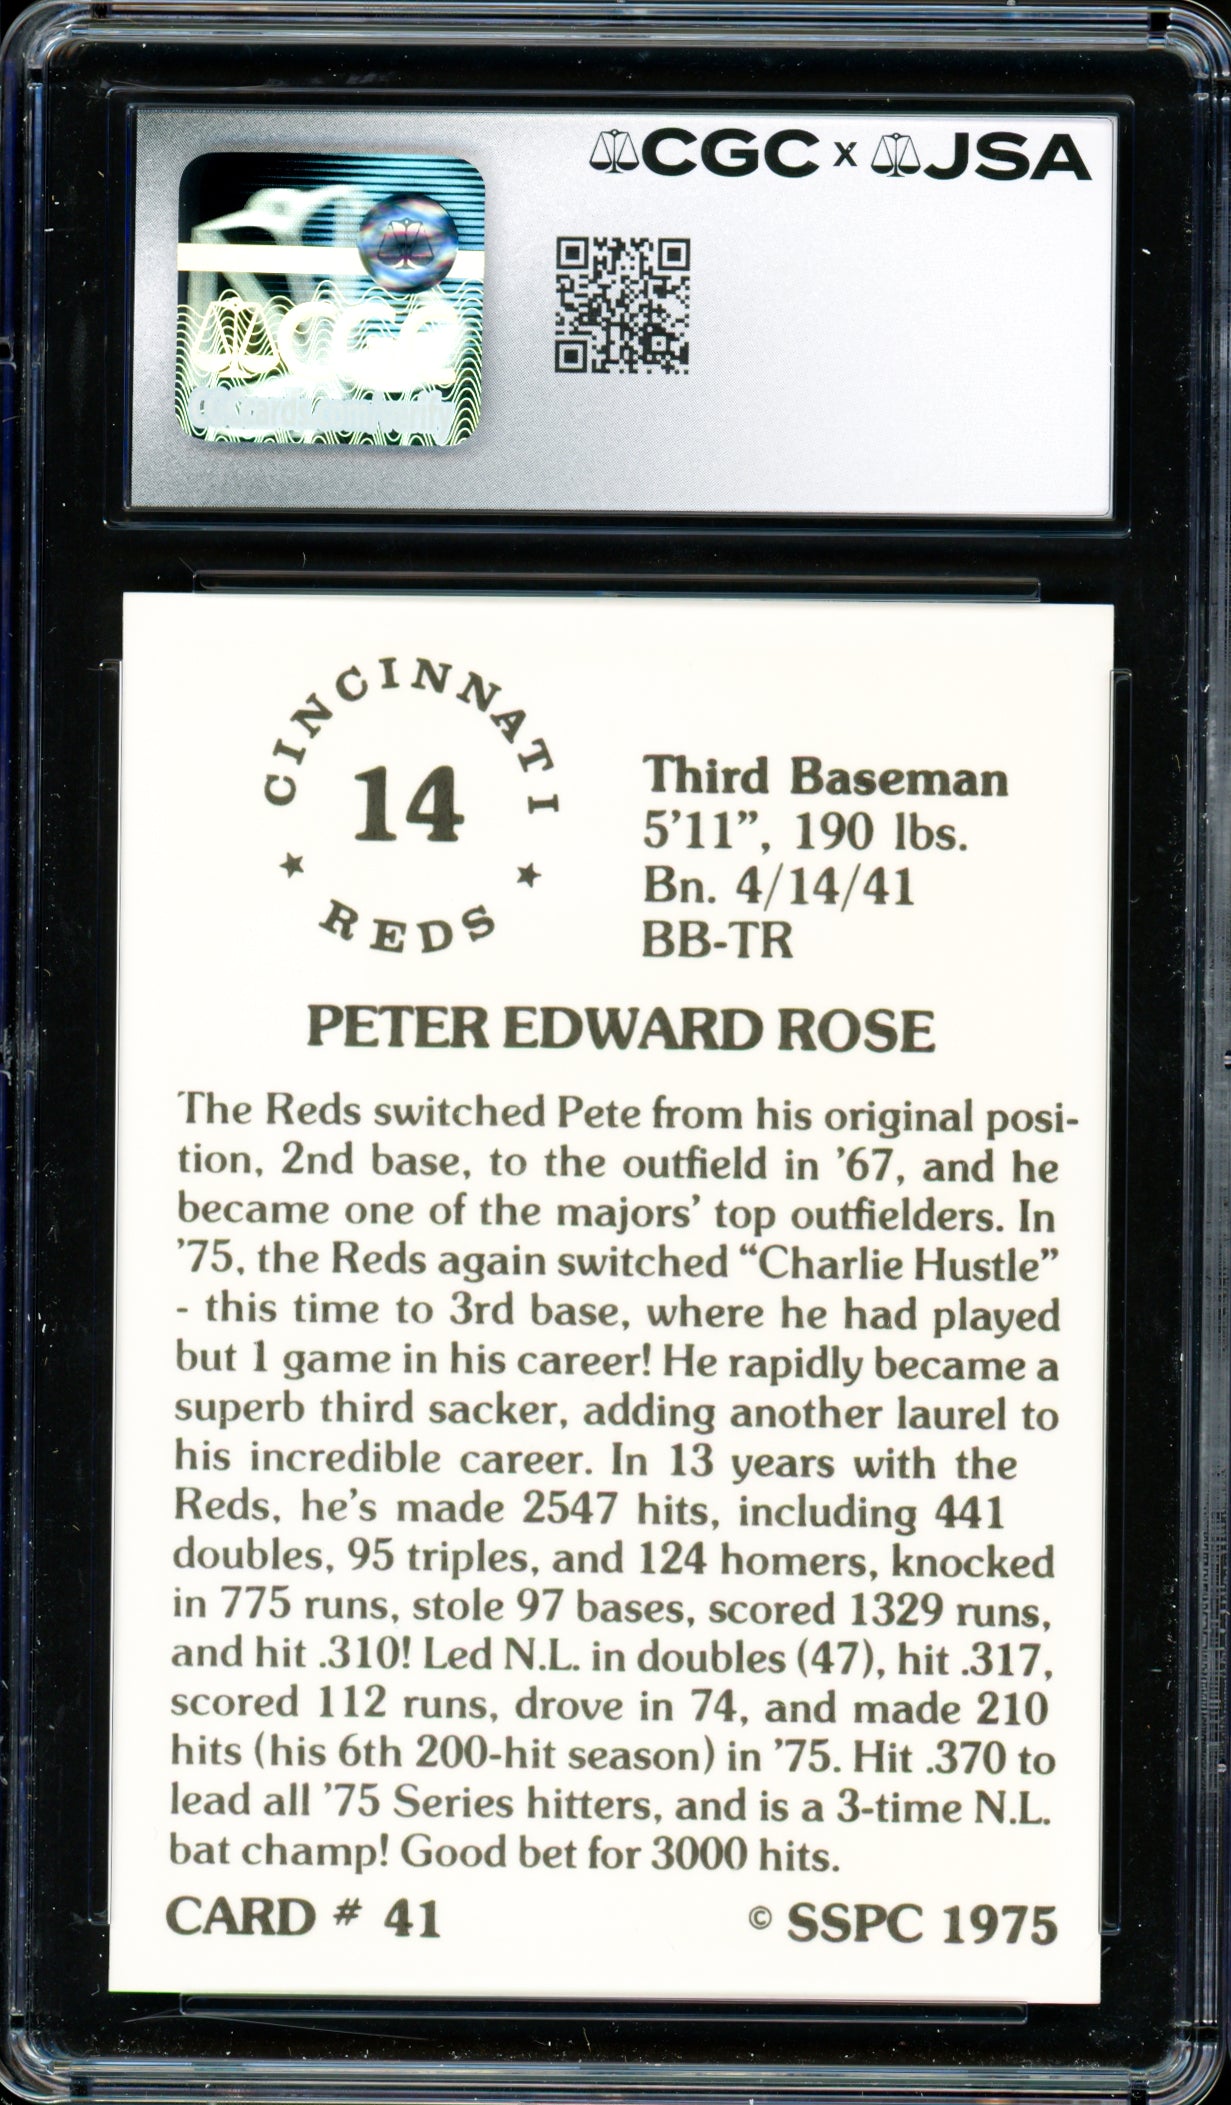 CGC x JSA
CGC
CINCINNATI
14
REDS
Third Baseman
5'11”, 190 lbs.
Bn. 4/14/41
BB-TR
PETER EDWARD ROSE
The Reds switched Pete from his original posi-
tion, 2nd base, to the outfield in ’67, and he
became one of the majors’ top outfielders. In
’75, the Reds again switched “Charlie Hustle”
- this time to 3rd base, where he had played
but 1 game in his career! He rapidly became a
superb third sacker, adding another laurel to
his incredible career. In 13 years with the
Reds, he’s made 2547 hits, including 441
doubles, 95 triples, and 124 homers, knocked
in 775 runs, stole 97 bases, scored 1329 runs,
and hit .310! Led N.L. in doubles (47), hit .317,
scored 112 runs, drove in 74, and made 210
hits (his 6th 200-hit season) in ’75. Hit .370 to
lead all ’75 Series hitters, and is a 3-time N.L.
bat champ! Good bet for 3000 hits.
CARD # 41
© SSPC 1975